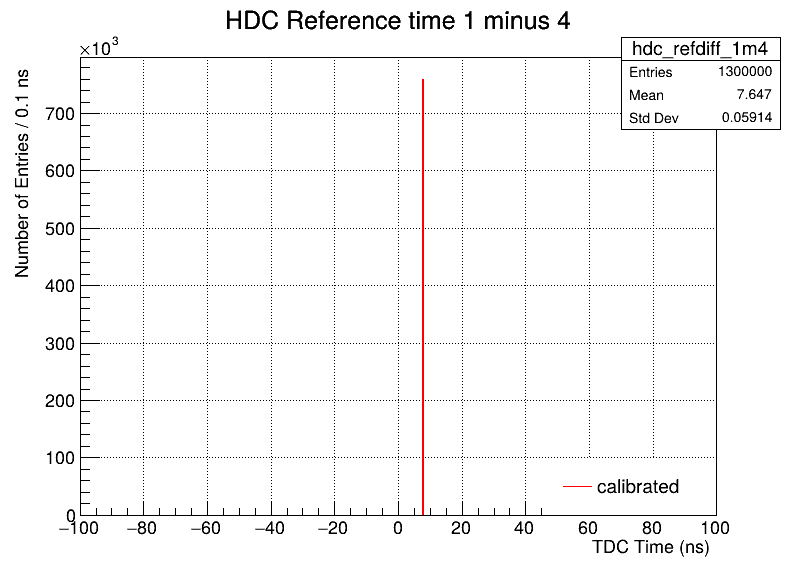 HDC Reference time 1 minus 4
×10³
hdc_refdiff_1m4
Entries 1300000
Mean 7.647
Std Dev 0.05914
Number of Entries / 0.1 ns
700
600
500
400
300
200
100
0
calibrated
−100 −80 −60 −40 −20 0 20 40 60 80 100
TDC Time (ns)